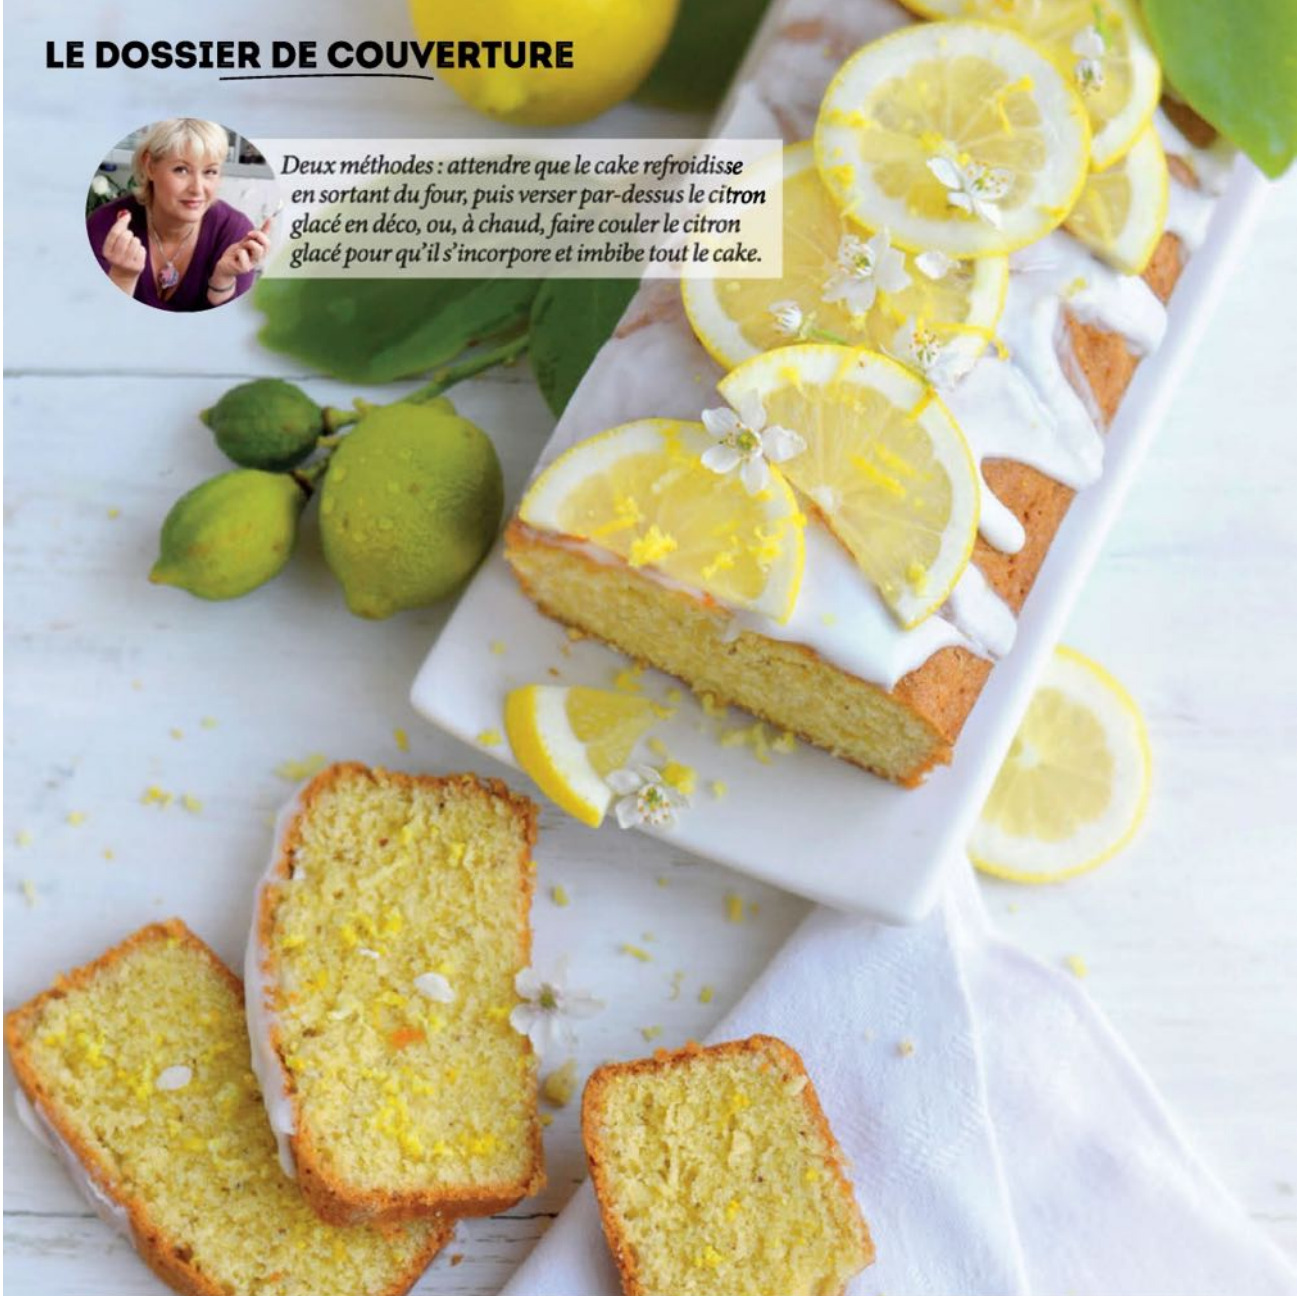 LE DOSSIER DE COUVERTURE
Deux méthodes : attendre que le cake refroidisse
en sortant du four, puis verser par-dessus le citron
glacé en déco, ou, à chaud, faire couler le citron
glacé pour qu'il s'incorpore et imbibe tout le cake.